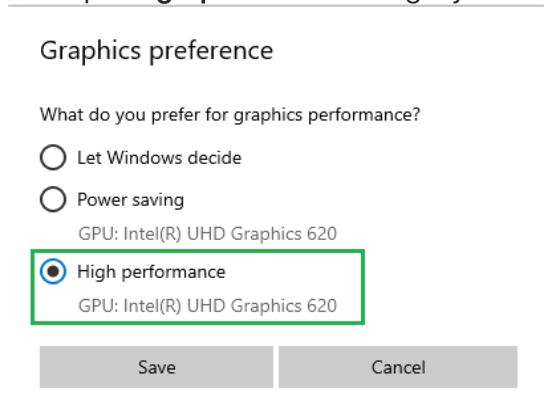 Graphics preference
What do you prefer for graphics performance?
Let Windows decide
Power saving
GPU: Intel(R) UHD Graphics 620
High performance
GPU: Intel(R) UHD Graphics 620
Save Cancel